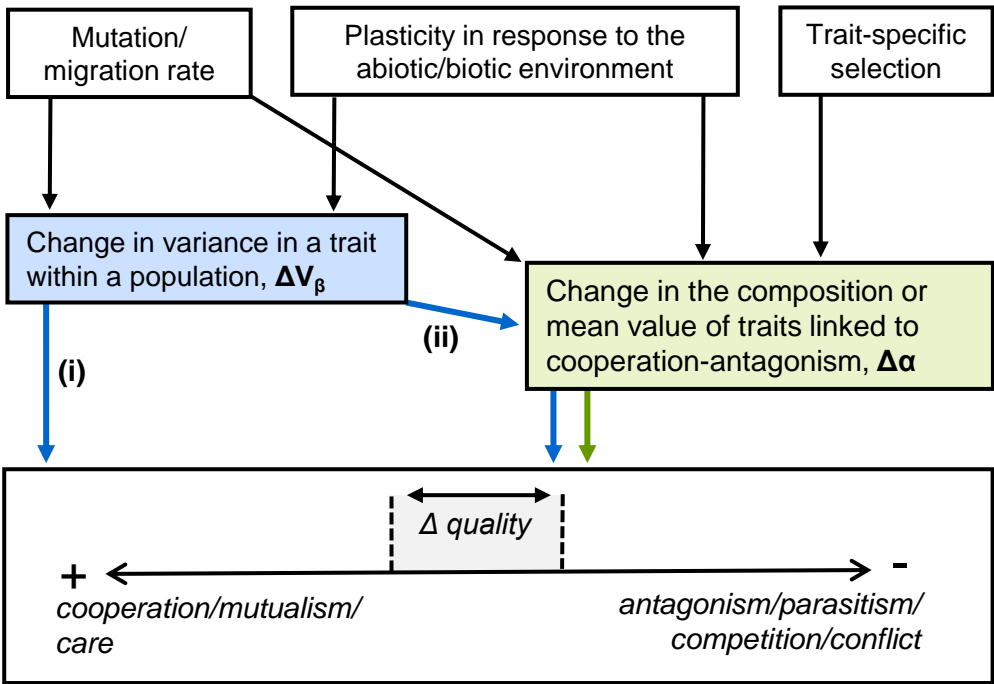 Mutation/
migration rate
Plasticity in response to the
abiotic/biotic environment
Trait-specific
selection
Change in variance in a trait
within a population, ΔVβ
Change in the composition or
mean value of traits linked to
cooperation-antagonism, Δα
(i)
(ii)
Δ quality
+
-
cooperation/mutualism/
care
antagonism/parasitism/
competition/conflict